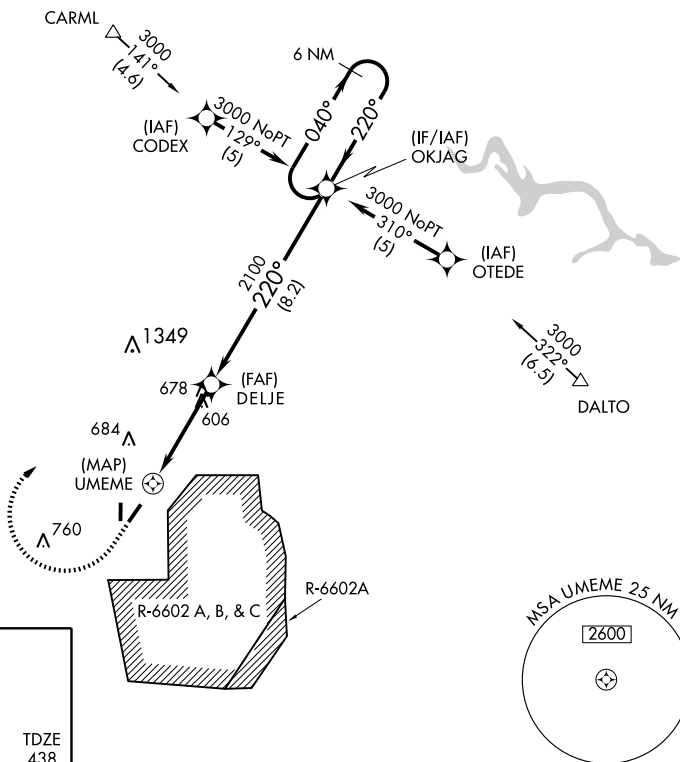 CARML
3000
141°
(4.6)
6 NM
040°
220°
(IAF)
CODEX
3000 NoPT
129°
(5)
(IF/IAF)
OKJAG
3000 NoPT
310°
(5)
(IAF)
OTEDE
2100
220°
(8.2)
1349
3000
322°
(6.5)
DALTO
678
(FAF)
DELJE
606
684
(MAP)
UMEME
760
R-6602 A, B, & C
R-6602A
MSA UMEME 25 NM
2600
TDZE
438